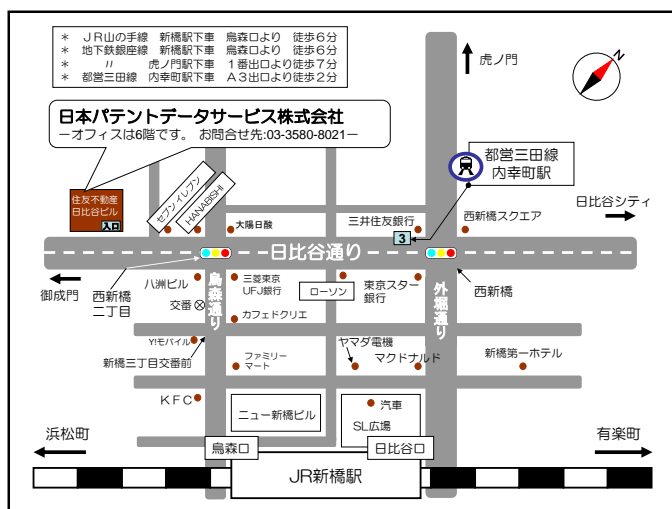 * JR山の手線 新橋駅下車 烏森口より 徒歩6分
* 地下鉄銀座線 新橋駅下車 烏森口より 徒歩6分
* 〃 虎ノ門駅下車 1番出口より徒歩7分
* 都営三田線 内幸町駅下車 A3出口より徒歩2分
虎ノ門
N
日本パテントデータサービス株式会社
－オフィスは6階です。 お問合せ先:03-3580-8021－
都営三田線
内幸町駅
住友不動産
日比谷ビル
入口
セブンイレブン
HANABISHI
大陽日酸
三井住友銀行
3
西新橋スクエア
日比谷シティ
日比谷通り
御成門
西新橋
二丁目
八洲ビル
交番
烏森通り
三菱東京
UFJ銀行
ローソン
東京スター
銀行
外堀通り
西新橋
カフェドクリエ
Y!モバイル
新橋三丁目交番前
ファミリー
マート
ヤマダ電機
マクドナルド
新橋第一ホテル
KFC
ニュー新橋ビル
汽車
SL広場
浜松町
烏森口
日比谷口
有楽町
JR新橋駅